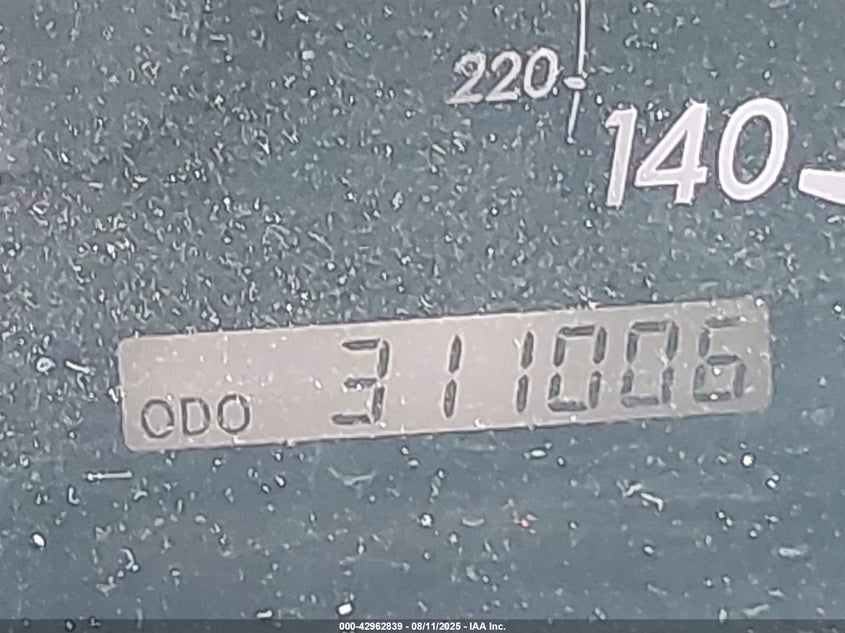 220
140
ODO 311006
000-42962839 - 08/11/2025 - IAA Inc.